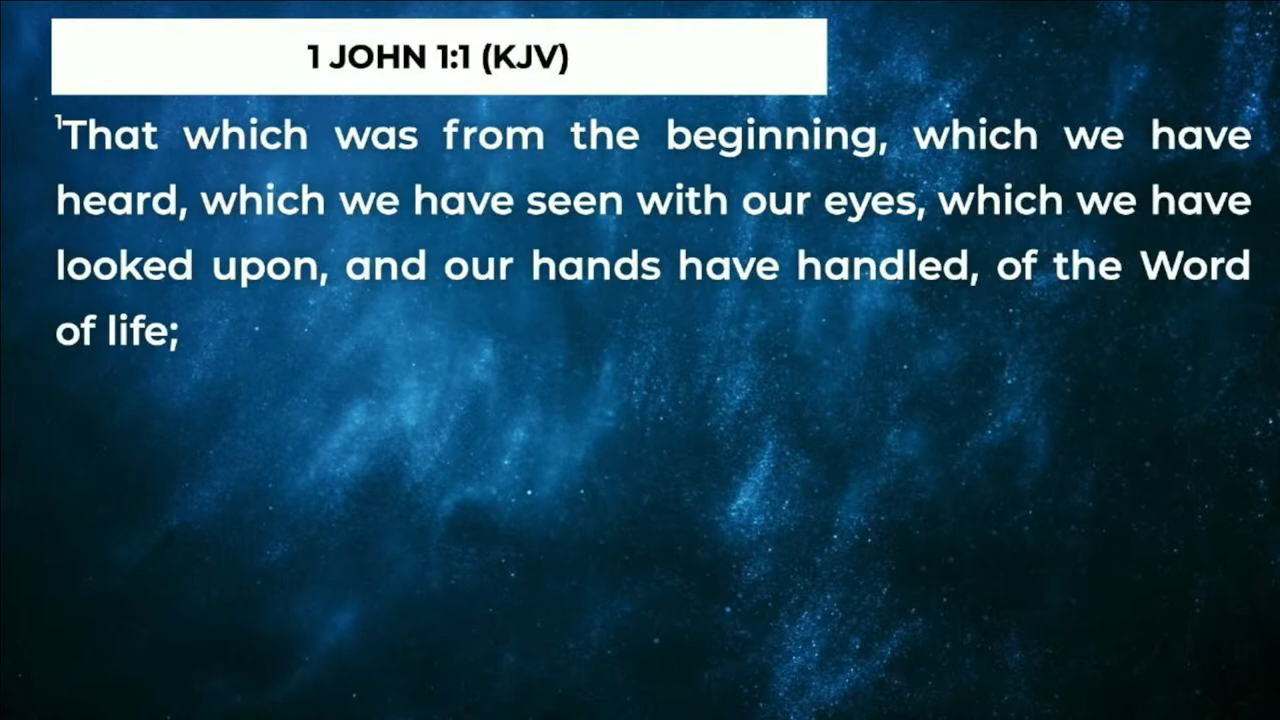 1 JOHN 1:1 (KJV)
¹That which was from the beginning, which we have
heard, which we have seen with our eyes, which we have
looked upon, and our hands have handled, of the Word
of life;